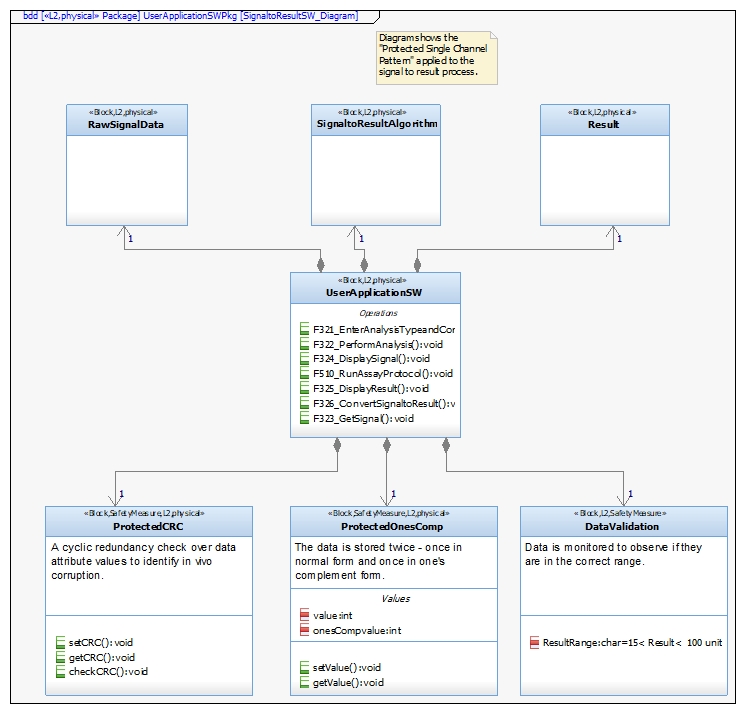 bdd [«L2,physical» Package] UserApplicationSWPkg [SignaltoResultSW_Diagram]
Diagram shows the
"Protected Single Channel
Pattern" applied to the
signal to result process.
«Block,L2,physical»
RawSignalData
«Block,L2,physical»
SignaltoResultAlgorithm
«Block,L2,physical»
Result
1
1
1
«Block,L2,physical»
UserApplicationSW
Operations
F321_EnterAnalysisTypeandCor
F322_PerformAnalysis():void
F324_DisplaySignal():void
F510_RunAssayProtocol():void
F325_DisplayResult():void
F326_ConvertSignaltoResult():v
F323_GetSignal():void
1
1
1
«Block,SafetyMeasure,L2,physical»
ProtectedCRC
A cyclic redundancy check over data
attribute values to identify in vivo
corruption.
setCRC():void
getCRC():void
checkCRC():void
«Block,SafetyMeasure,L2,physical»
ProtectedOnesComp
The data is stored twice - once in
normal form and once in one's
complement form.
Values
value:int
onesCompvalue:int
setValue():void
getValue():void
«Block,L2,SafetyMeasure»
DataValidation
Data is monitored to observe if they
are in the correct range.
ResultRange:char=15< Result< 100 unit